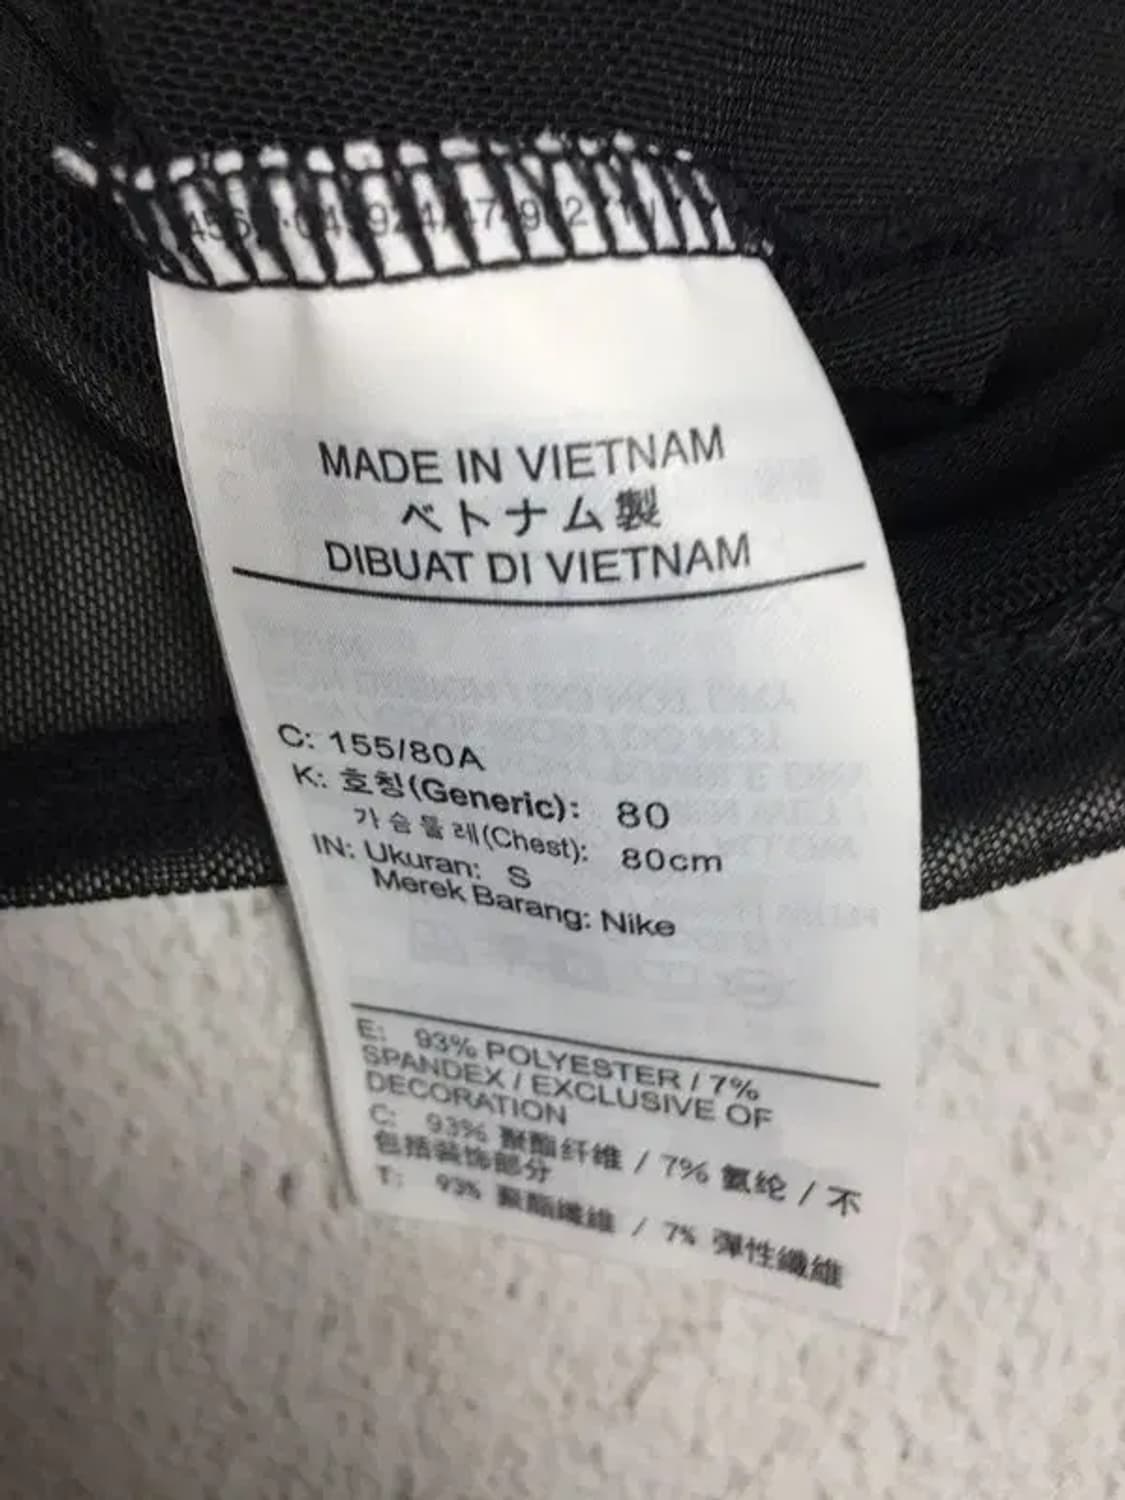 MADE IN VIETNAM
ベトナム製
DIBUAT DI VIETNAM
C: 155/80A
K: 호칭(Generic): 80
가슴둘레(Chest): 80cm
IN: Ukuran: S
Merek Barang: Nike
E: 93% POLYESTER / 7%
SPANDEX / EXCLUSIVE OF
DECORATION
C: 93% 聚酯纤维 / 7% 氨纶 / 不
包括装饰部分
T: 93% 聚酯纖維 / 7% 彈性纖維